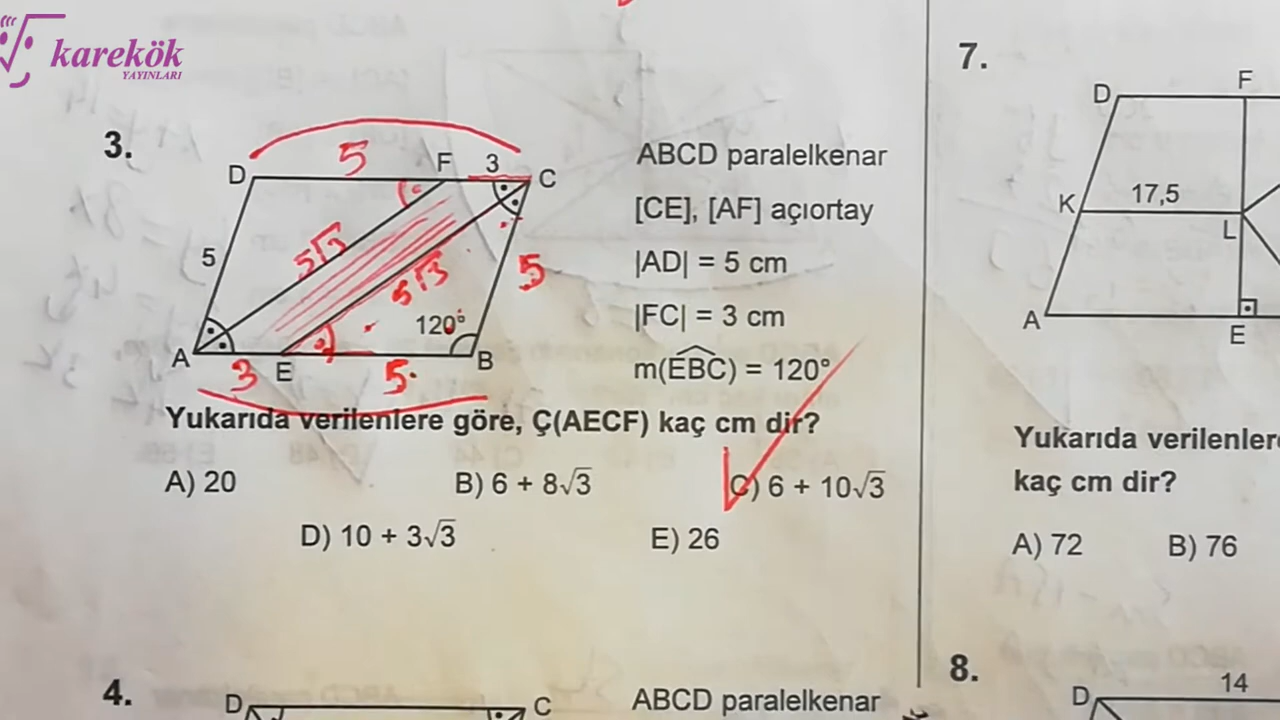 karekök
YAYINLARI
3.
D
5
F
3
C
5
5√3
5√3
5
120°
A
3
E
5
B
ABCD paralelkenar
[CE], [AF] açıortay
|AD| = 5 cm
|FC| = 3 cm
m(EBC) = 120°
Yukarıda verilenlere göre, Ç(AECF) kaç cm dir?
A) 20
B) 6 + 8√3
C) 6 + 10√3
D) 10 + 3√3
E) 26
4.
D
C
ABCD paralelkenar
7.
D
F
K
17,5
L
A
E
Yukarıda verilenler
kaç cm dir?
A) 72
B) 76
8.
D
14